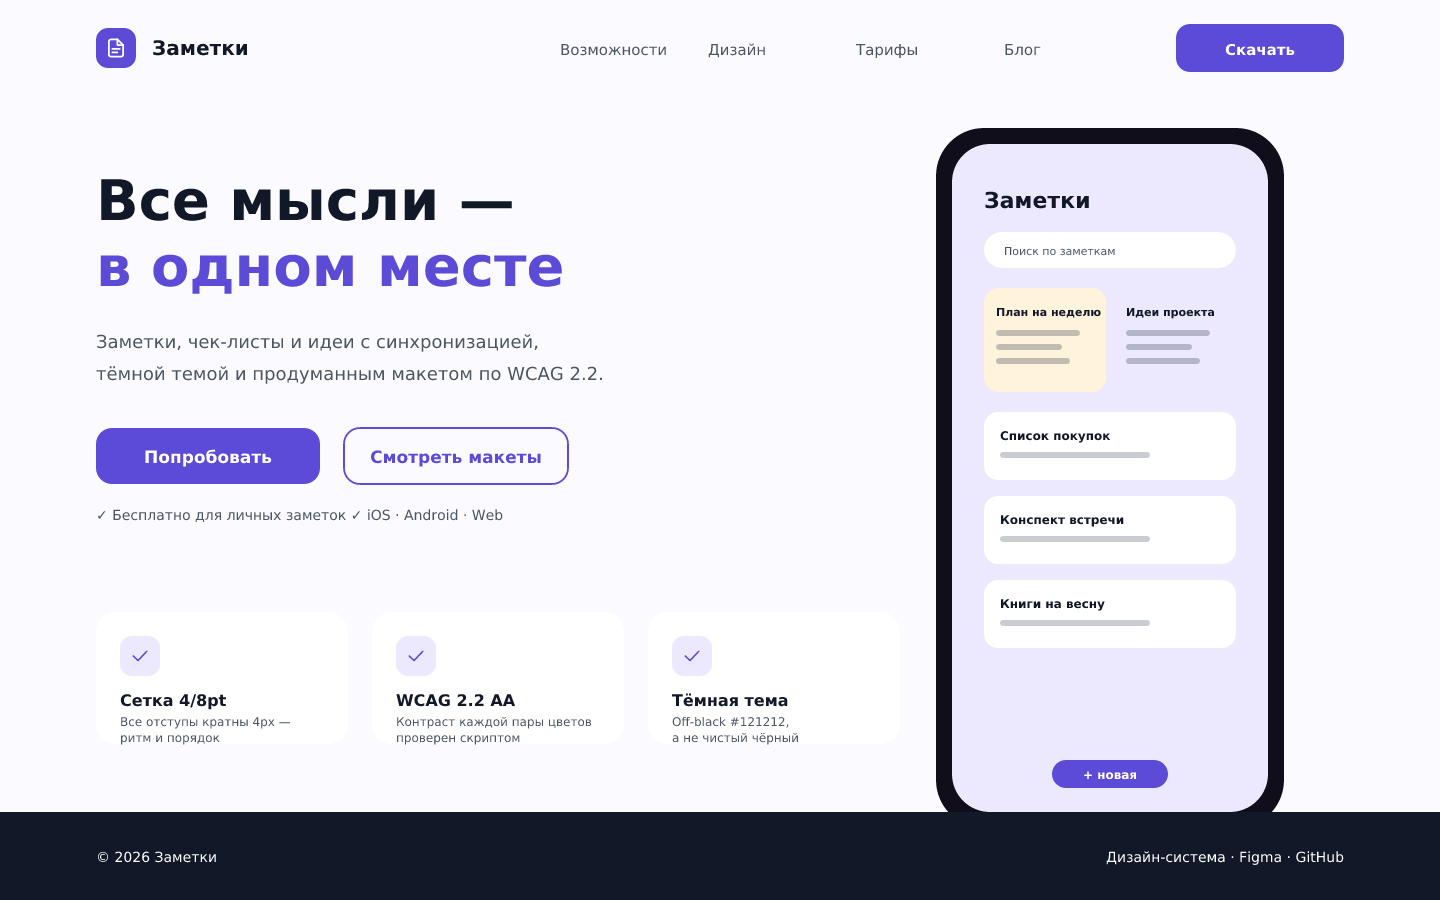 Заметки
Возможности
Дизайн
Тарифы
Блог
Скачать
Все мысли —
в одном месте
Заметки, чек-листы и идеи с синхронизацией,
тёмной темой и продуманным макетом по WCAG 2.2.
Попробовать
Смотреть макеты
✓ Бесплатно для личных заметок ✓ iOS · Android · Web
Сетка 4/8pt
Все отступы кратны 4px —
ритм и порядок
WCAG 2.2 AA
Контраст каждой пары цветов
проверен скриптом
Тёмная тема
Off-black #121212,
а не чистый чёрный
Заметки
Поиск по заметкам
План на неделю
Идеи проекта
Список покупок
Конспект встречи
Книги на весну
+ новая
© 2026 Заметки
Дизайн-система · Figma · GitHub